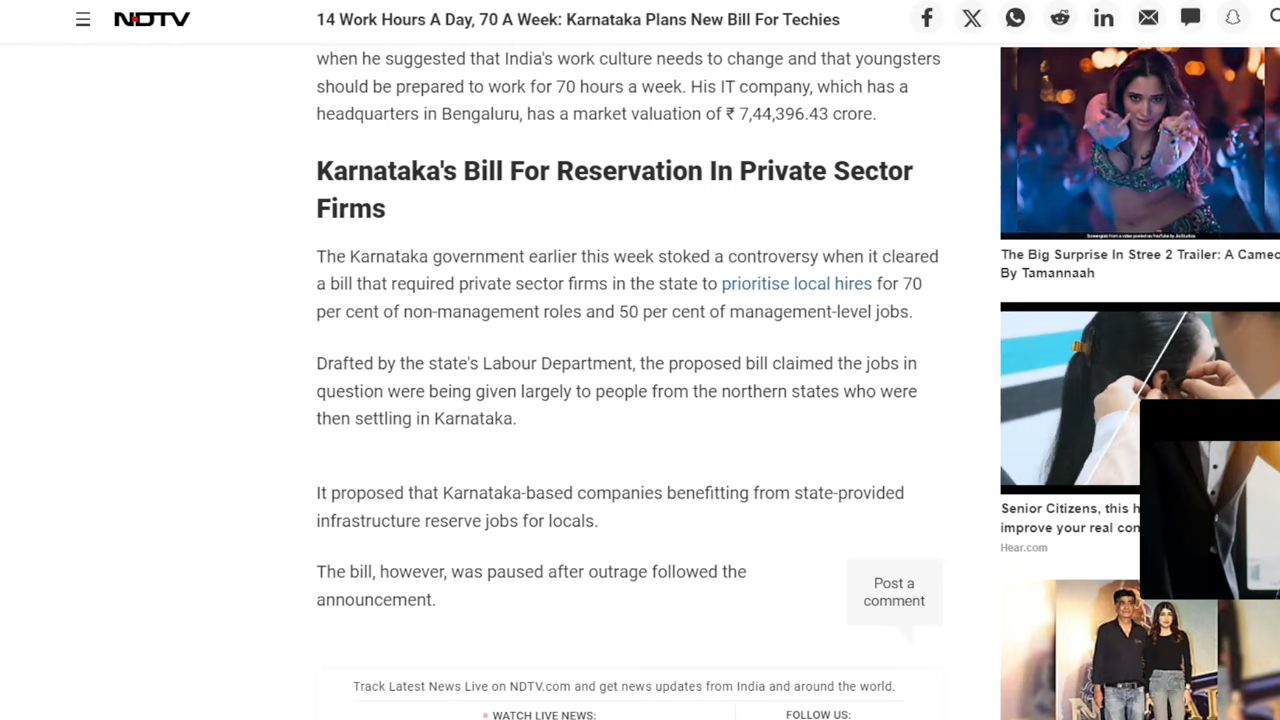 NDTV
14 Work Hours A Day, 70 A Week: Karnataka Plans New Bill For Techies
when he suggested that India's work culture needs to change and that youngsters
should be prepared to work for 70 hours a week. His IT company, which has a
headquarters in Bengaluru, has a market valuation of ₹ 7,44,396.43 crore.
Karnataka's Bill For Reservation In Private Sector
Firms
The Karnataka government earlier this week stoked a controversy when it cleared
a bill that required private sector firms in the state to prioritise local hires for 70
per cent of non-management roles and 50 per cent of management-level jobs.
Drafted by the state's Labour Department, the proposed bill claimed the jobs in
question were being given largely to people from the northern states who were
then settling in Karnataka.
It proposed that Karnataka-based companies benefitting from state-provided
infrastructure reserve jobs for locals.
The bill, however, was paused after outrage followed the
announcement.
Post a
comment
Track Latest News Live on NDTV.com and get news updates from India and around the world.
WATCH LIVE NEWS:
FOLLOW US:
The Big Surprise In Stree 2 Trailer: A Cameo
By Tamannaah
Senior Citizens, this h
improve your real con
Hear.com